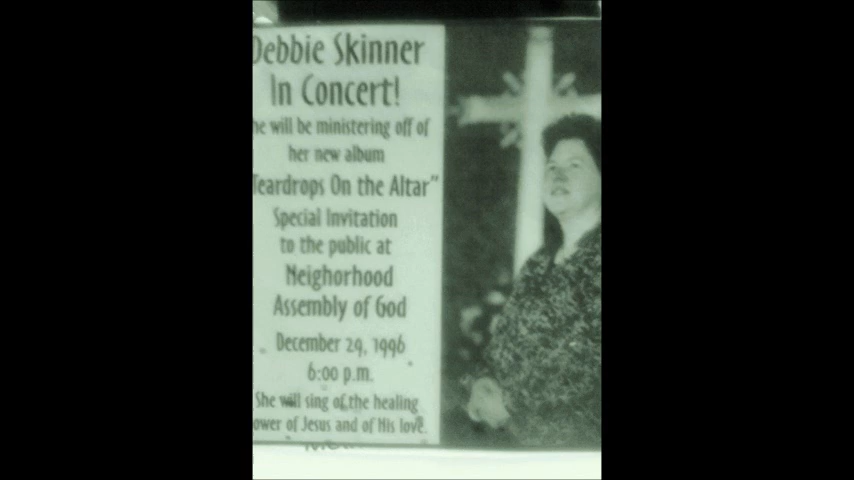 Debbie Skinner
In Concert!
he will be ministering off of
her new album
Teardrops On the Altar"
Special Invitation
to the public at
Neighorhood
Assembly of God
December 29, 1996
6:00 p.m.
She will sing of the healing
ower of Jesus and of His love.